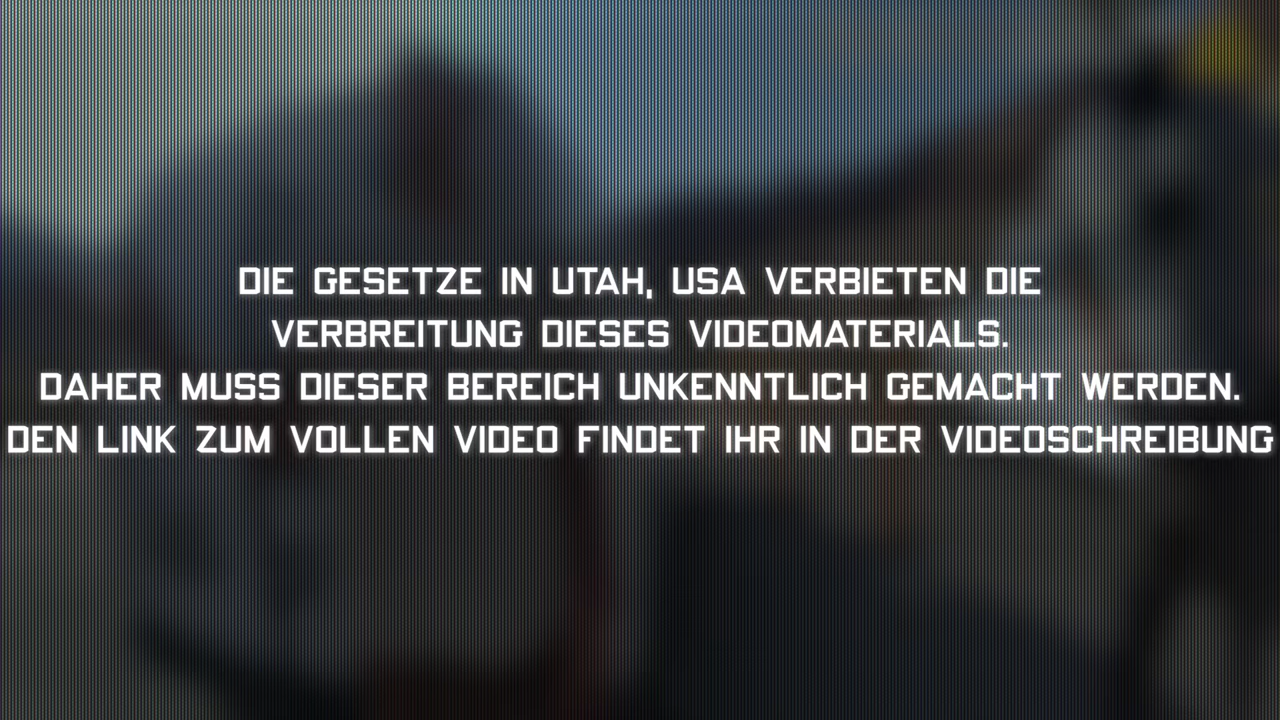 DIE GESETZE IN UTAH, USA VERBIETEN DIE
VERBREITUNG DIESES VIDEOMATERIALS.
DAHER MUSS DIESER BEREICH UNKENNTLICH GEMACHT WERDEN.
DEN LINK ZUM VOLLEN VIDEO FINDET IHR IN DER VIDEOSCHREIBUNG